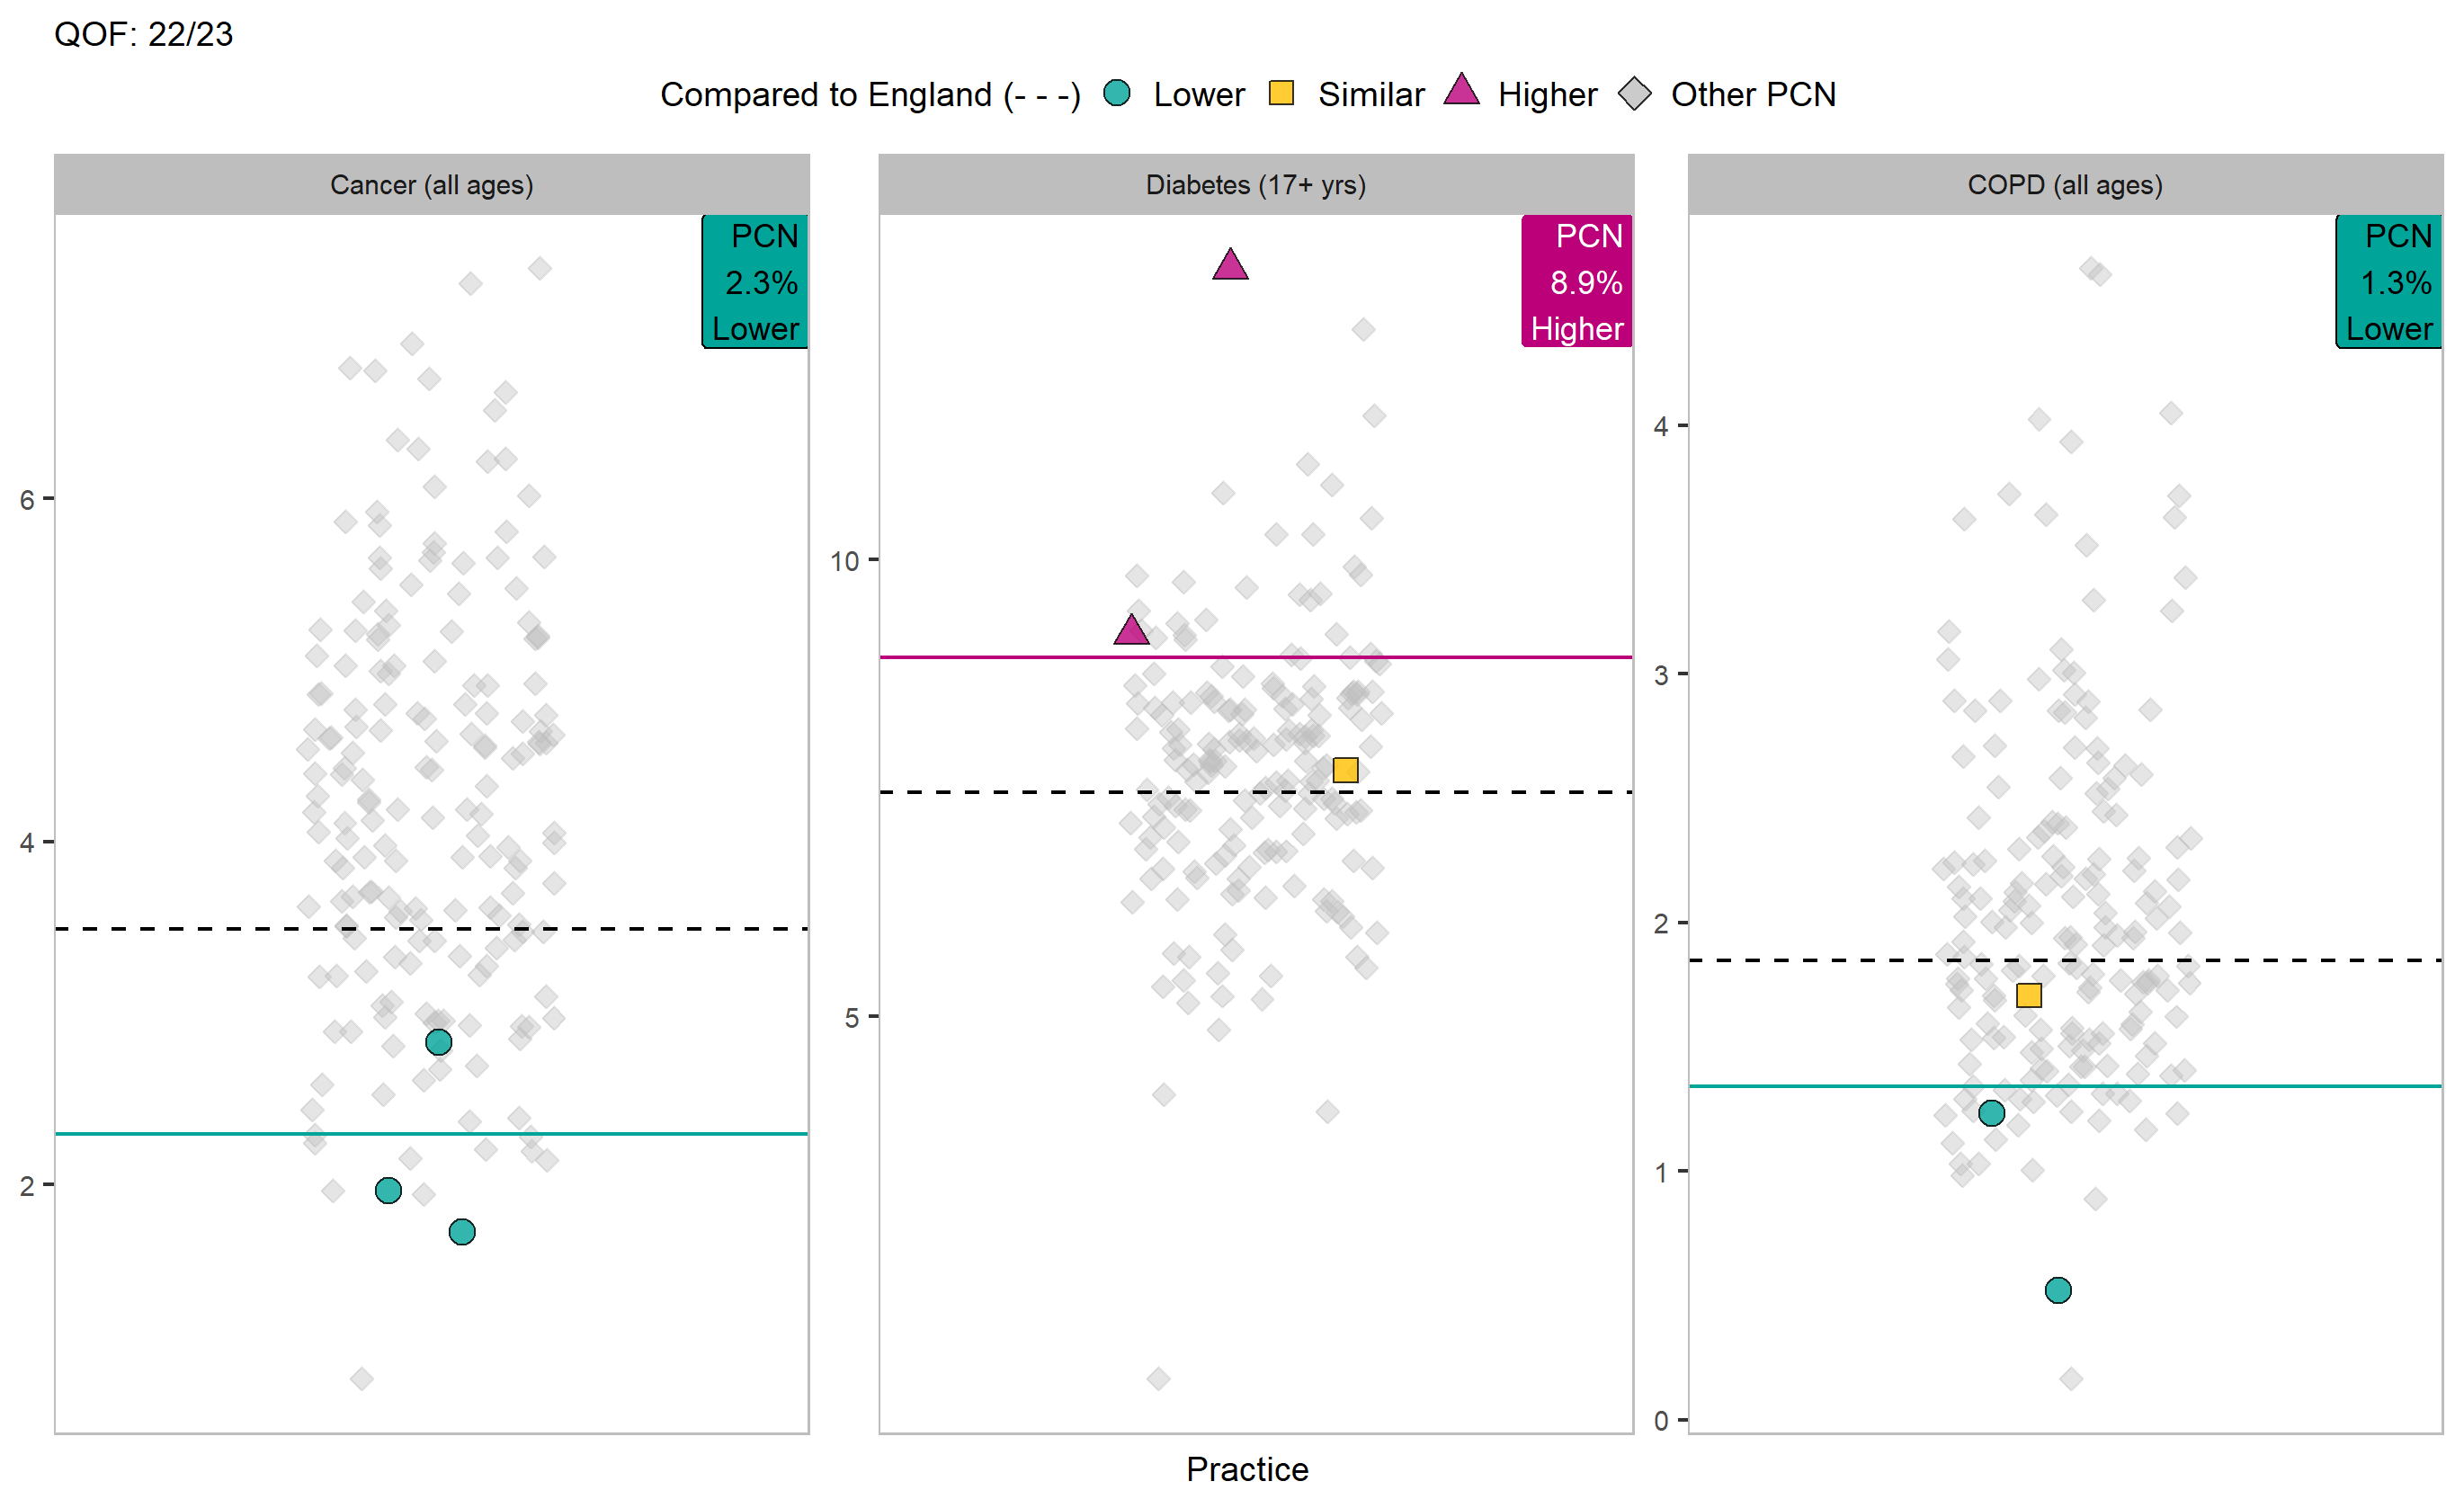 QOF: 22/23
Compared to England (- - -) Lower Similar Higher Other PCN
Cancer (all ages)
PCN
2.3%
Lower
6
4
2
Diabetes (17+ yrs)
PCN
8.9%
Higher
10
5
COPD (all ages)
PCN
1.3%
Lower
4
3
2
1
0
Practice